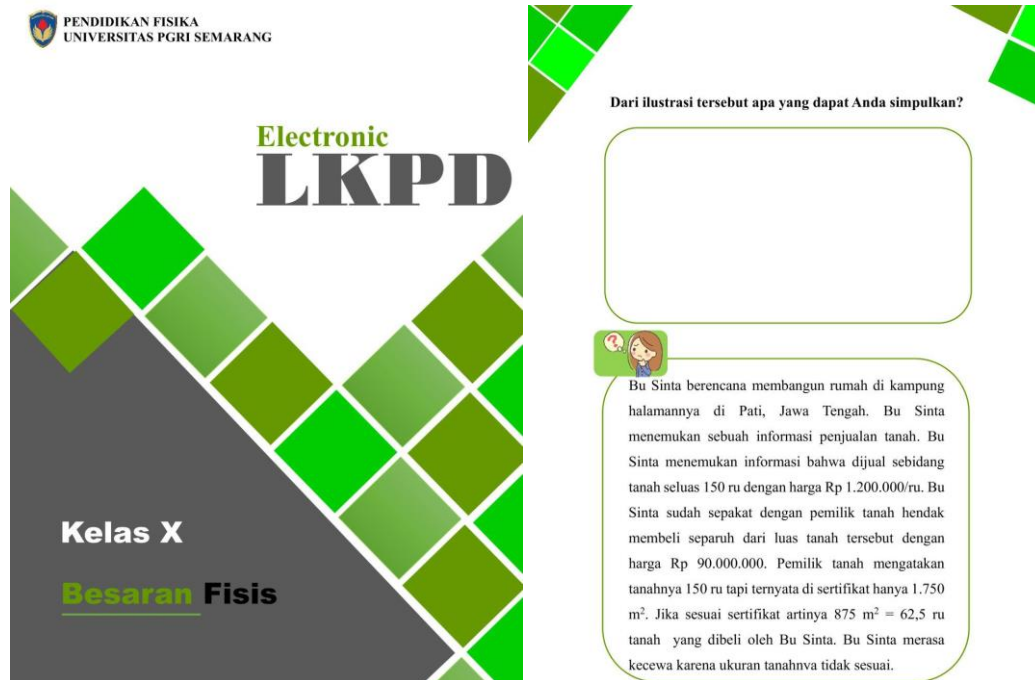 PENDIDIKAN FISIKA
UNIVERSITAS PGRI SEMARANG
Electronic
LKPD
Kelas X
Besaran Fisis
Dari ilustrasi tersebut apa yang dapat Anda simpulkan?
?
Bu Sinta berencana membangun rumah di kampung
halamannya di Pati, Jawa Tengah. Bu Sinta
menemukan sebuah informasi penjualan tanah. Bu
Sinta menemukan informasi bahwa dijual sebidang
tanah seluas 150 ru dengan harga Rp 1.200.000/ru. Bu
Sinta sudah sepakat dengan pemilik tanah hendak
membeli separuh dari luas tanah tersebut dengan
harga Rp 90.000.000. Pemilik tanah mengatakan
tanahnya 150 ru tapi ternyata di sertifikat hanya 1.750
m². Jika sesuai sertifikat artinya 875 m² = 62,5 ru
tanah yang dibeli oleh Bu Sinta. Bu Sinta merasa
kecewa karena ukuran tanahnya tidak sesuai.